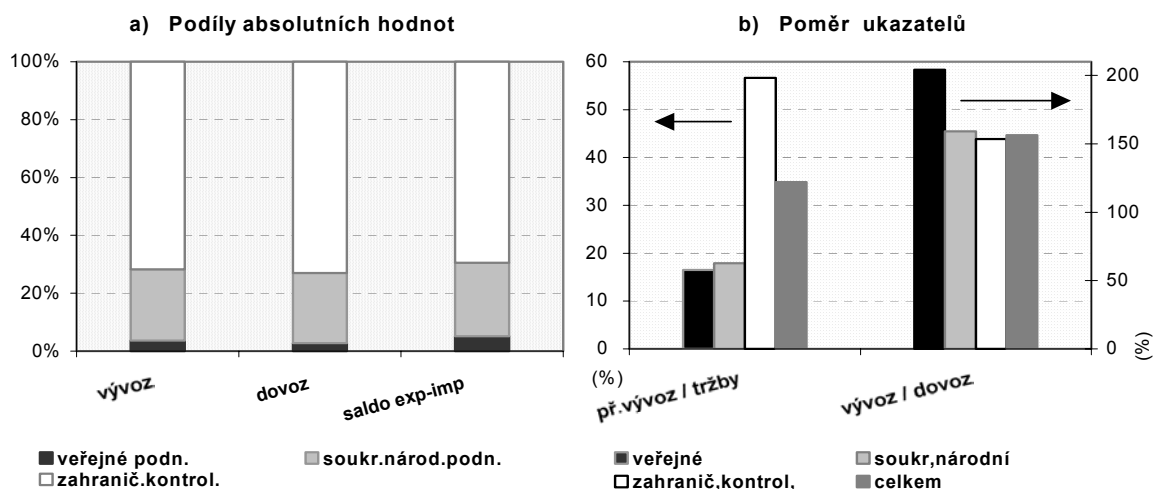 a) Podíly absolutních hodnot
100%
80%
60%
40%
20%
0%
vývoz
dovoz
saldo exp-imp
veřejné podn.
soukr.národ.podn.
zahranič.kontrol.
b) Poměr ukazatelů
60
50
40
30
20
10
0
(%)
200
150
100
50
0
(%)
př.vývoz / tržby
vývoz / dovoz
veřejné
soukr,národní
zahranič,kontrol,
celkem